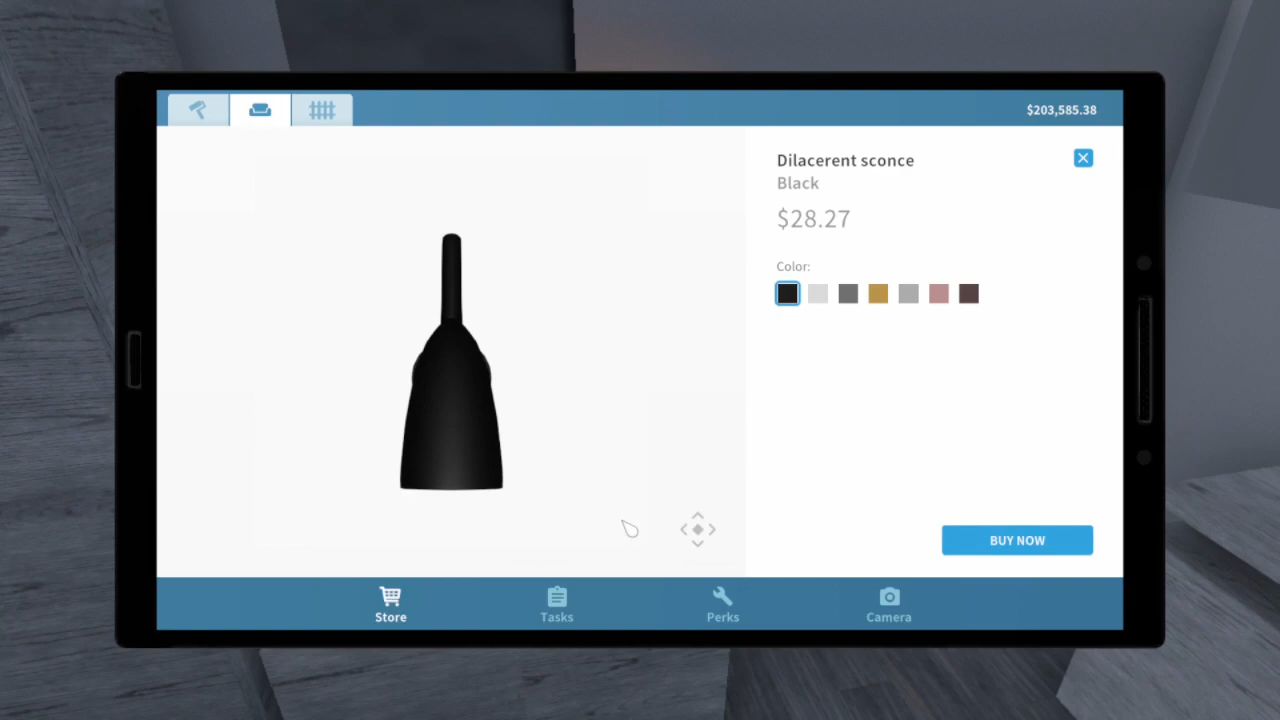 $203,585.38
Dilacerent sconce
Black
$28.27
Color:
BUY NOW
Store
Tasks
Perks
Camera